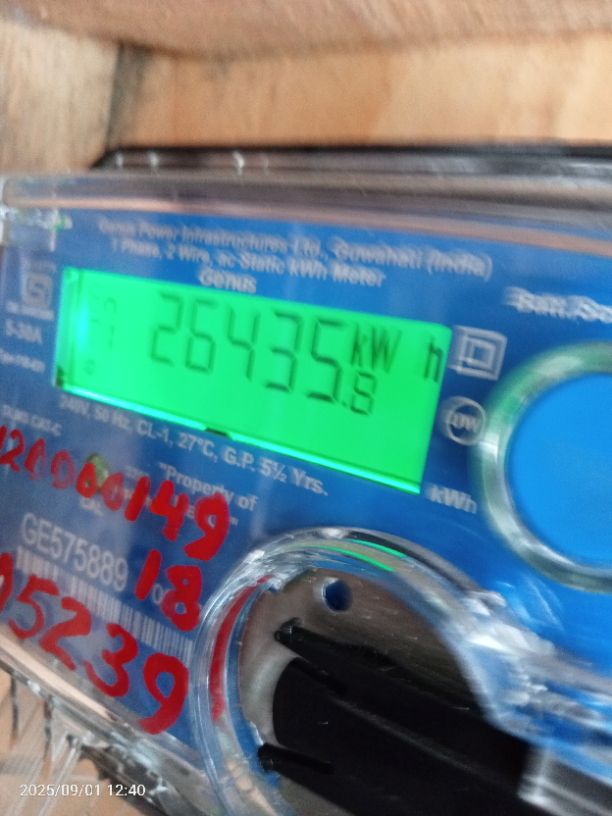 Genus Power Infrastructures Ltd., Guwahati (India)
1 Phase, 2 Wire, ac Static kWh Meter
Genus
5-30A
26435.8 kW h
240V, 50 Hz, CL-1, 27°C, G.P. 5½ Yrs.
kWh
"Property of
GE575889
149
18
5239
2025/09/01 12:40